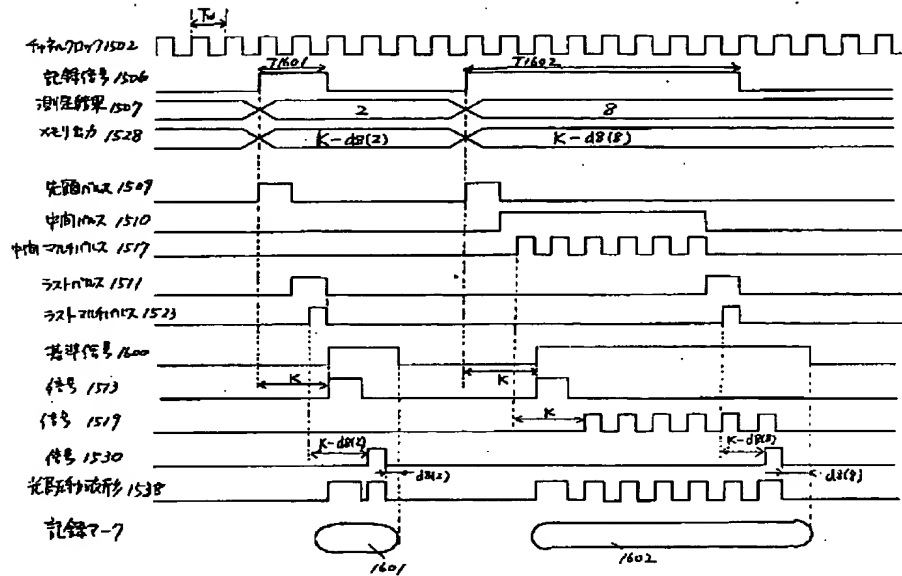 Tw
チャネルクロック1502
T1601
T1602
記録信号1506
測定結果1507
2
8
メモリ出力1528
K-d8(2)
K-d8(8)
先頭パルス1509
中間パルス1510
中間マルチパルス1517
ラストパルス1511
ラストマルチパルス1523
基準信号1600
K
K
信号1513
信号1519
K
信号1530
K-d8(2)
K-d8(8)
d8(2)
d8(8)
光駆動波形1538
記録マーク
1601
1602